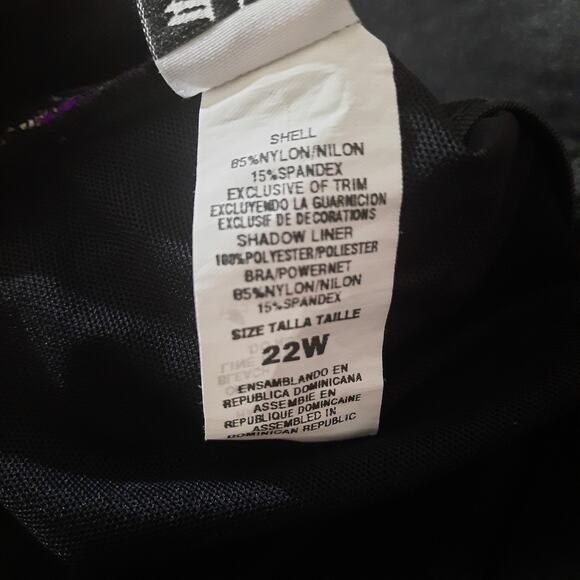 SHELL
85%NYLON/NILON
15%SPANDEX
EXCLUSIVE OF TRIM
EXCLUYENDO LA GUARNICION
EXCLUSIF DE DECORATIONS
SHADOW LINER
100%POLYESTER/POLIESTER
BRA/POWERNET
85%NYLON/NILON
15%SPANDEX
SIZE TALLA TAILLE
22W
ENSAMBLANDO EN
REPUBLICA DOMINICANA
ASSEMBIE EN
REPUBLIQUE DOMINCAINE
ASSEMBLED IN
DOMINICAN REPUBLIC